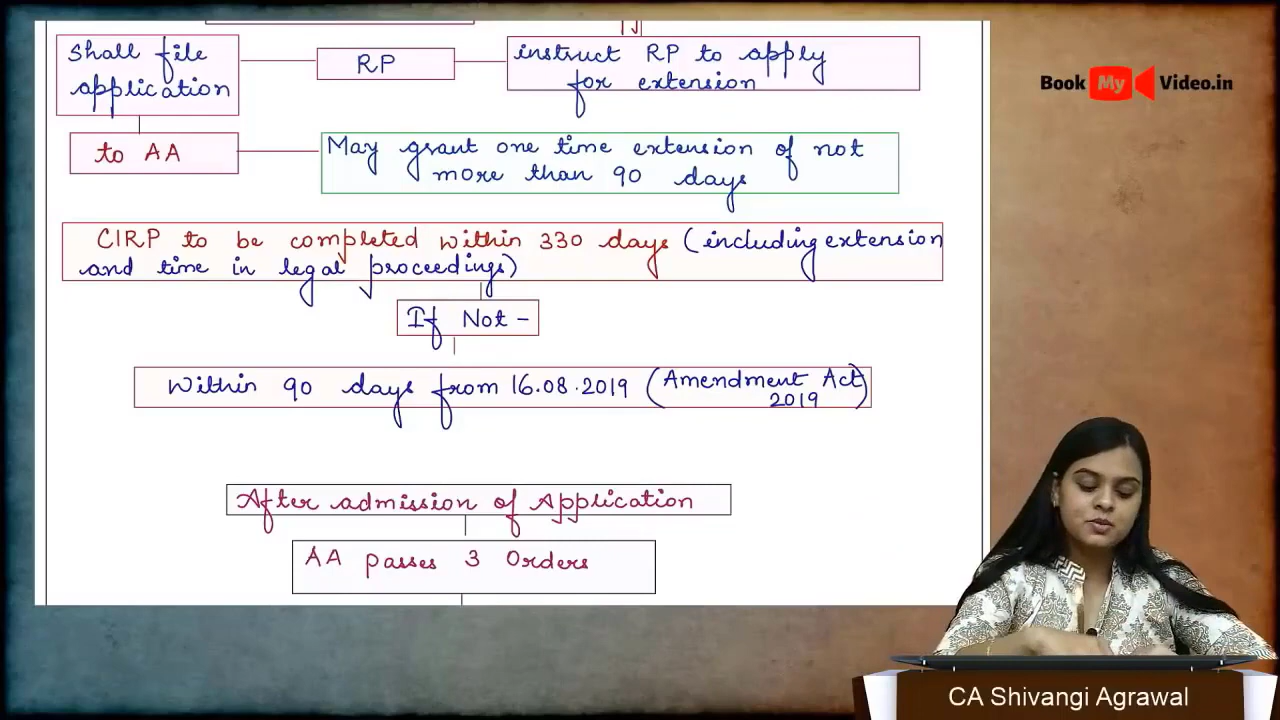 Shall file
application
RP
instruct RP to apply
for extension
to AA
May grant one time extension of not
more than 90 days
CIRP to be completed within 330 days (including extension
and time in legal proceedings)
If Not -
Within 90 days from 16.08.2019 (Amendment Act
2019)
After admission of Application
AA passes 3 Orders
Book My Video.in
CA Shivangi Agrawal